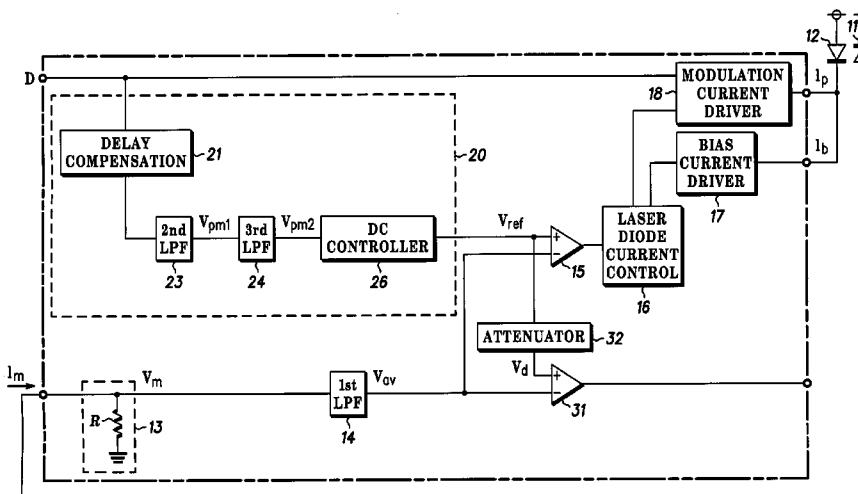 12
11
D
MODULATION
CURRENT
DRIVER
18
Ip
DELAY
COMPENSATION
21
20
BIAS
CURRENT
DRIVER
17
Ib
2nd
LPF
23
Vpm1
3rd
LPF
24
Vpm2
DC
CONTROLLER
26
Vref
+
−
15
LASER
DIODE
CURRENT
CONTROL
16
ATTENUATOR
32
Im
Vm
R
13
1st
LPF
14
Vav
Vd
+
−
31